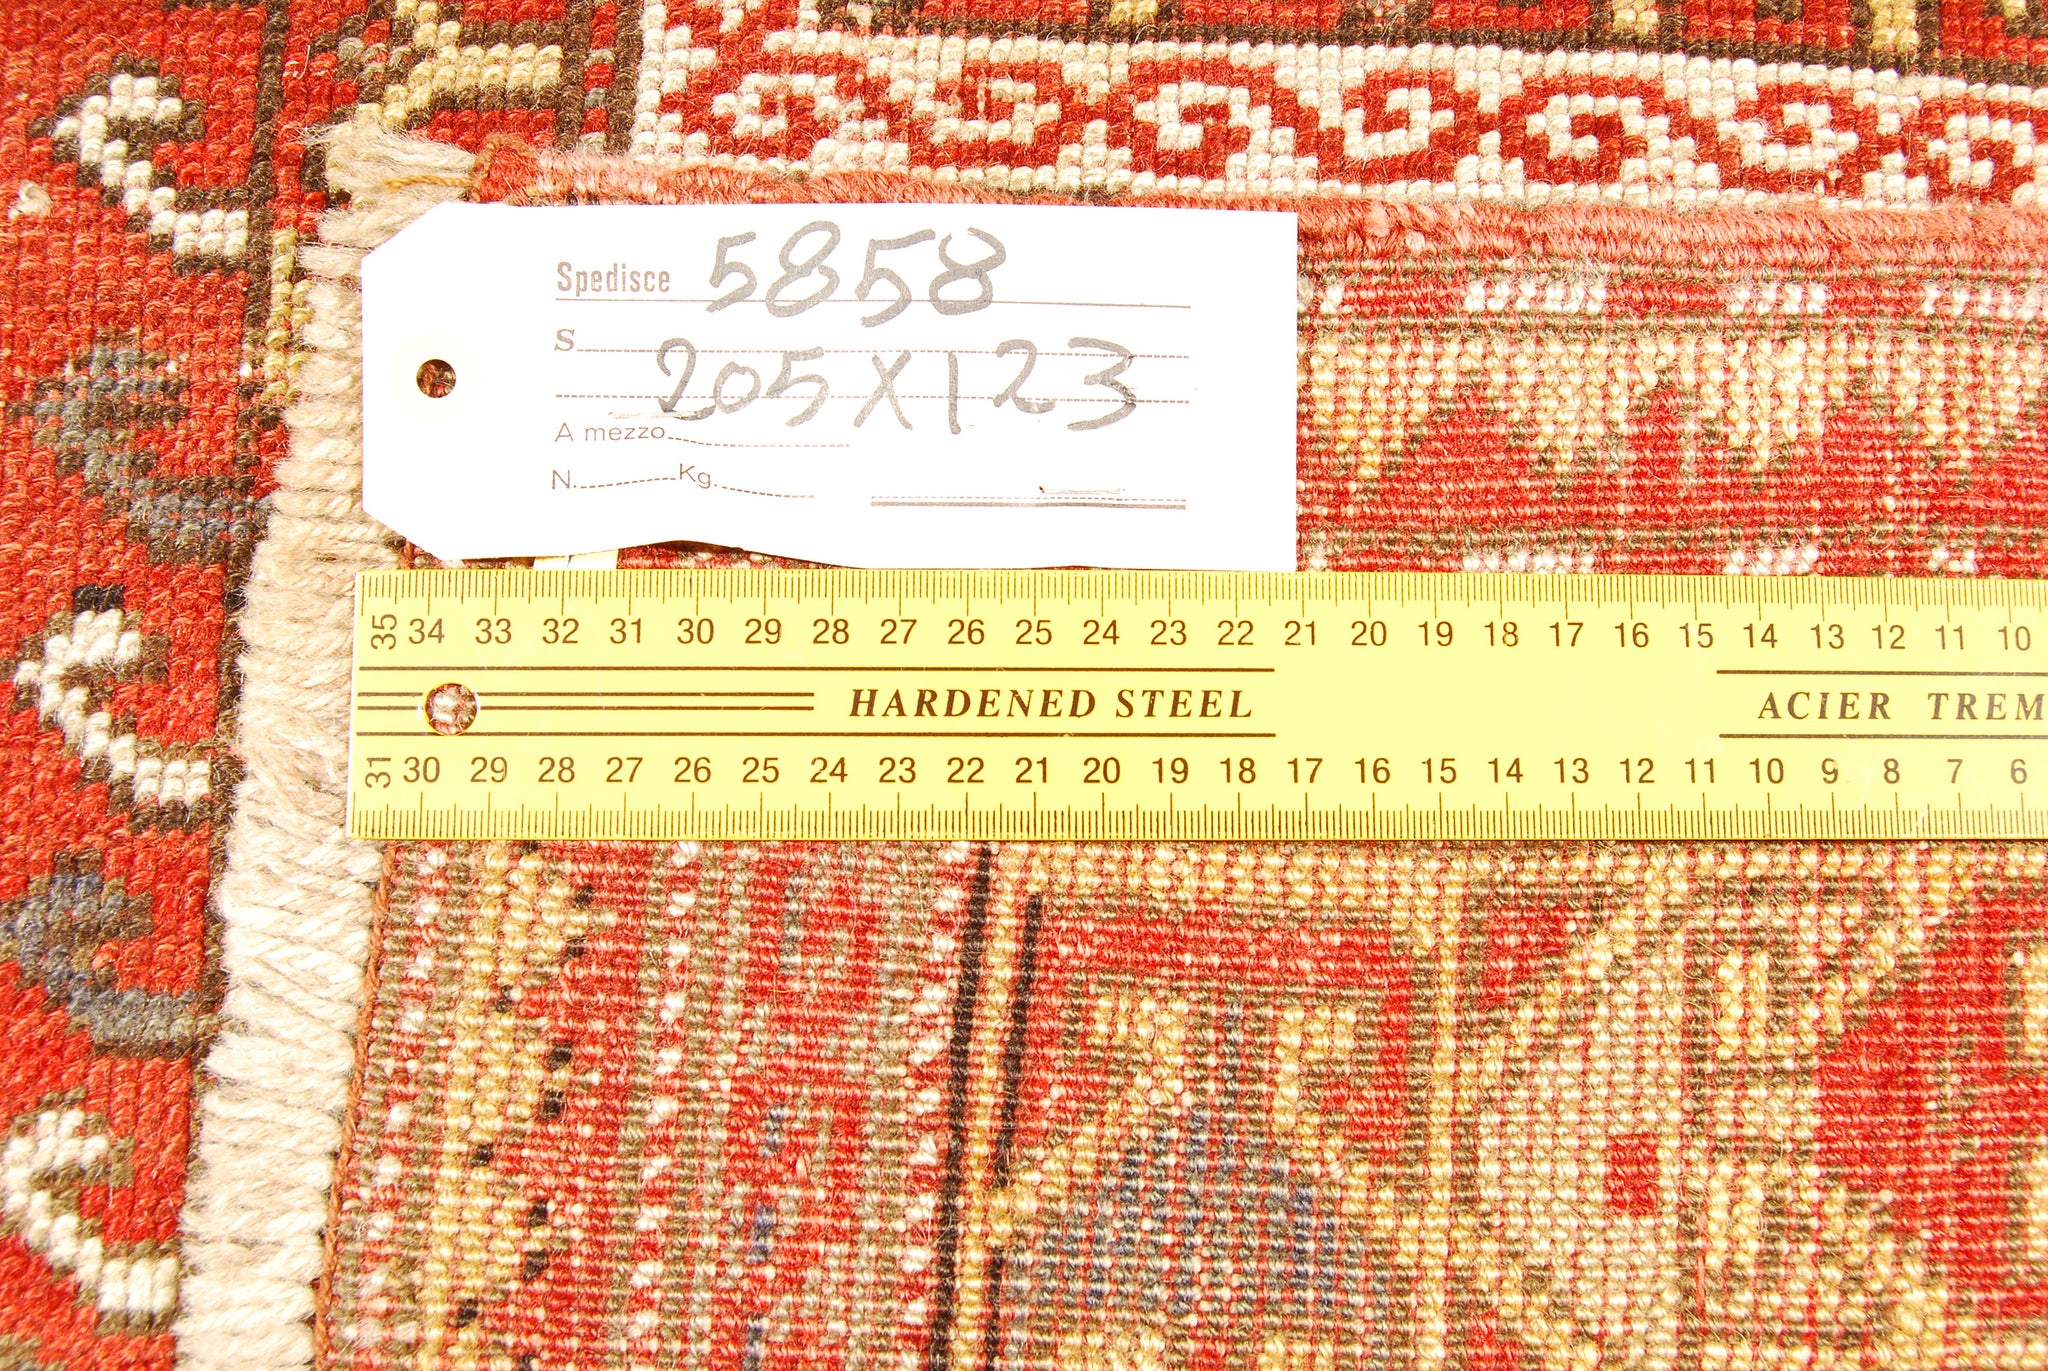 Spedisce 5858
S
205X123
A mezzo
N. Kg.
35 34 33 32 31 30 29 28 27 26 25 24 23 22 21 20 19 18 17 16 15 14 13 12 11 10
HARDENED STEEL ACIER TREM
31 30 29 28 27 26 25 24 23 22 21 20 19 18 17 16 15 14 13 12 11 10 9 8 7 6